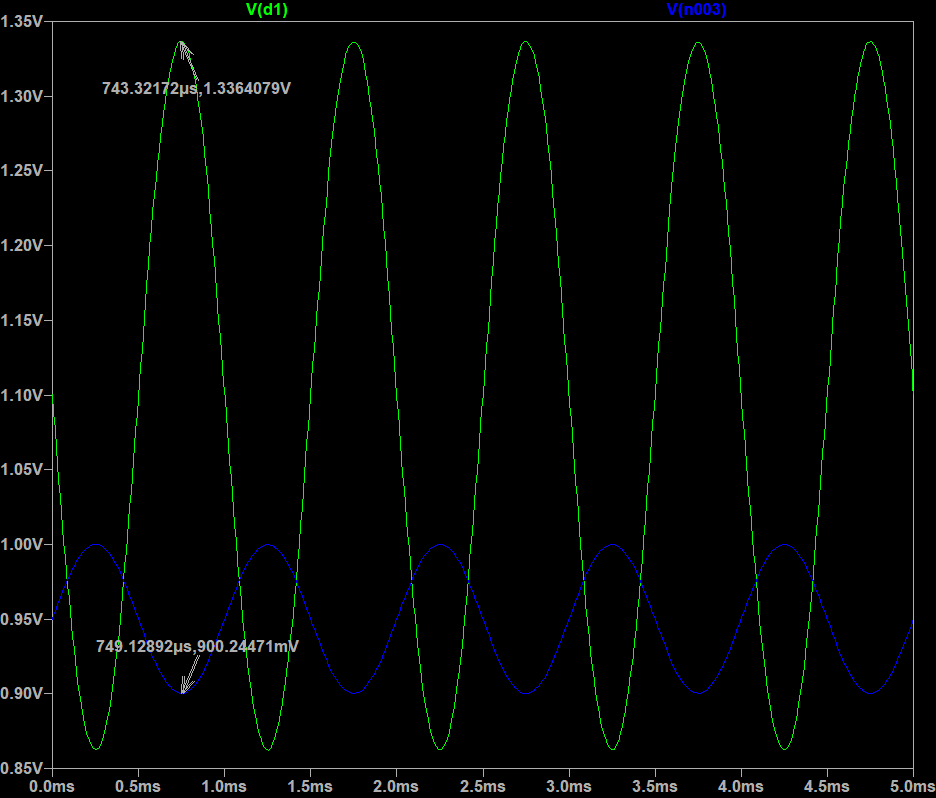 V(d1) V(n003)
1.35V
1.30V
1.25V
1.20V
1.15V
1.10V
1.05V
1.00V
0.95V
0.90V
0.85V
743.32172µs,1.3364079V
749.12892µs,900.24471mV
0.0ms 0.5ms 1.0ms 1.5ms 2.0ms 2.5ms 3.0ms 3.5ms 4.0ms 4.5ms 5.0ms